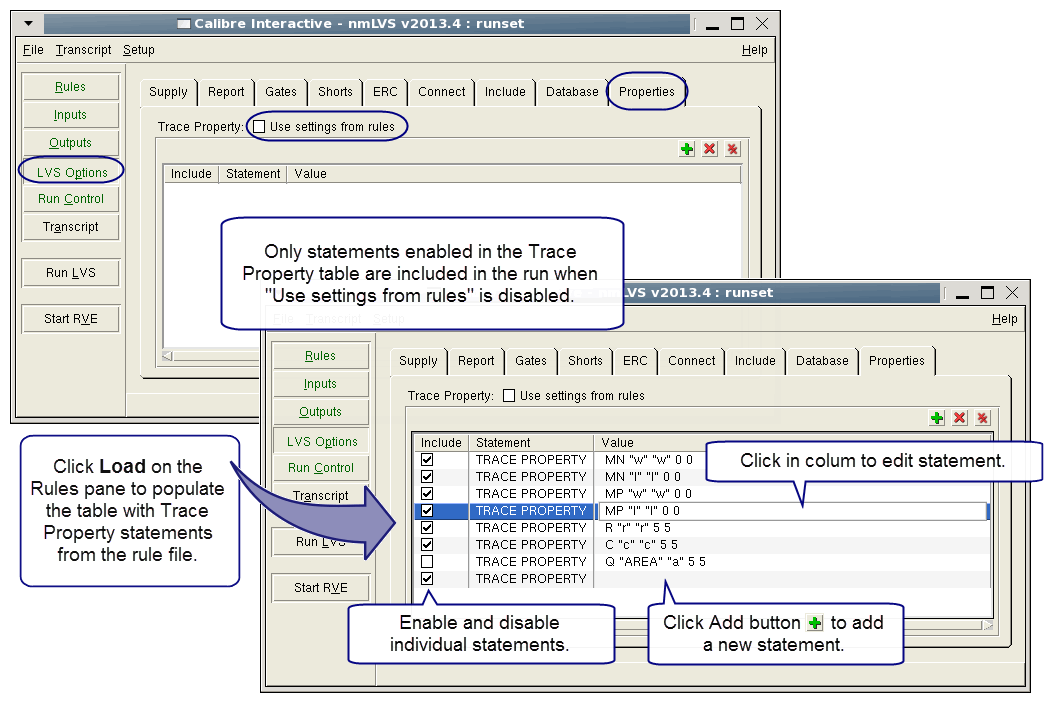 Calibre Interactive - nmLVS v2013.4 : runset
File Transcript Setup Help
Rules
Inputs
Outputs
LVS Options
Run Control
Transcript
Run LVS
Start RVE
Supply Report Gates Shorts ERC Connect Include Database Properties
Trace Property: Use settings from rules
Include Statement Value
Only statements enabled in the Trace
Property table are included in the run when
"Use settings from rules" is disabled.
nmLVS v2013.4 : runset
File Transcript Setup Help
Rules
Inputs
Outputs
LVS Options
Run Control
Transcript
Run LVS
Start RVE
Supply Report Gates Shorts ERC Connect Include Database Properties
Trace Property: Use settings from rules
Include Statement Value
TRACE PROPERTY MN "w" "w" 0 0
TRACE PROPERTY MN "l" "l" 0 0
TRACE PROPERTY MP "w" "w" 0 0
TRACE PROPERTY MP "l" "l" 0 0
TRACE PROPERTY R "r" "r" 5 5
TRACE PROPERTY C "c" "c" 5 5
TRACE PROPERTY Q "AREA" "a" 5 5
TRACE PROPERTY
Click in colum to edit statement.
Click Load on the
Rules pane to populate
the table with Trace
Property statements
from the rule file.
Enable and disable
individual statements.
Click Add button to add
a new statement.